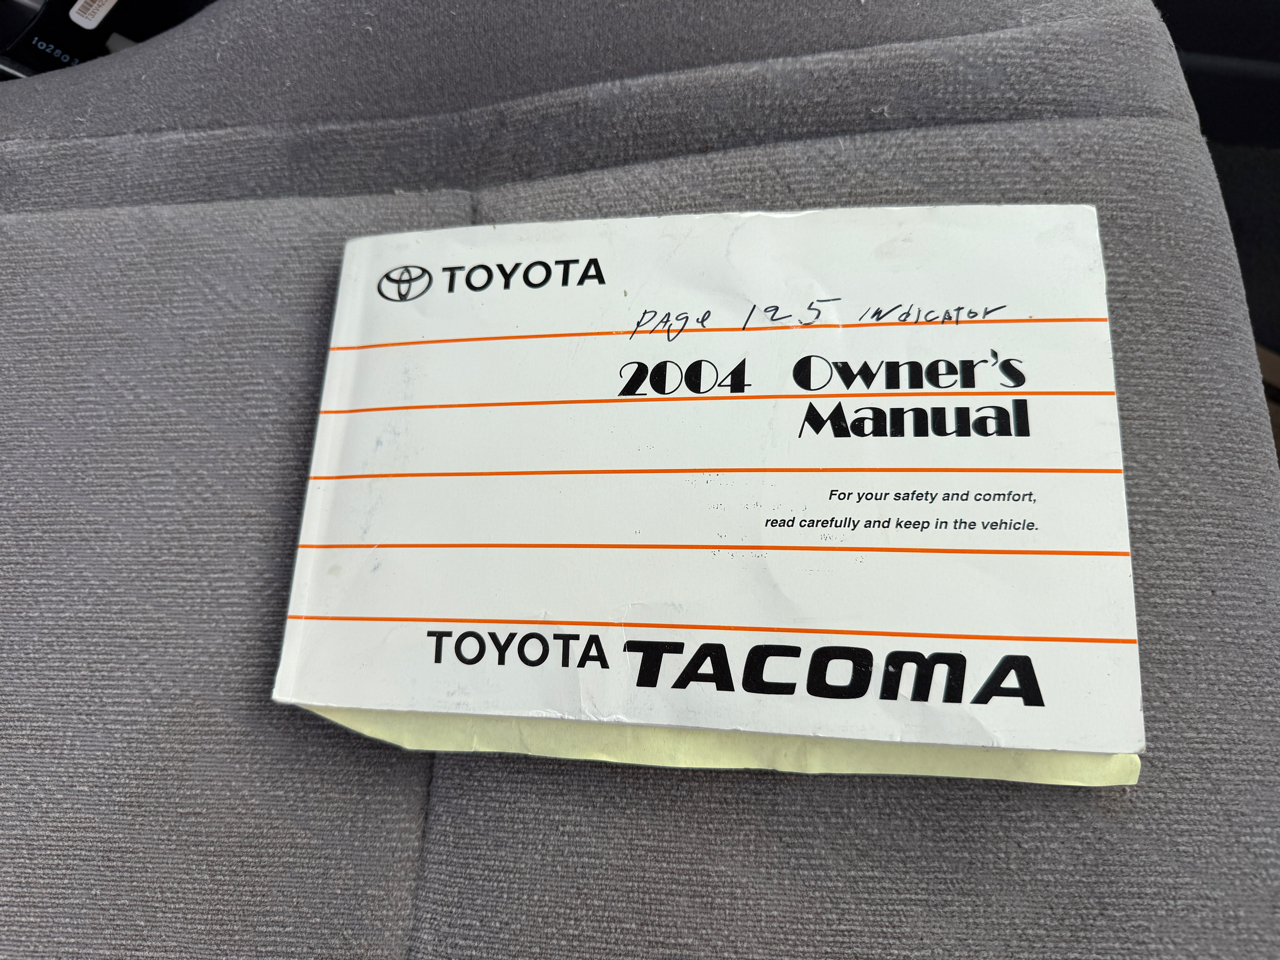 TOYOTA
PAge 125 indicator
2004 Owner's
Manual
For your safety and comfort,
read carefully and keep in the vehicle.
TOYOTA TACOMA